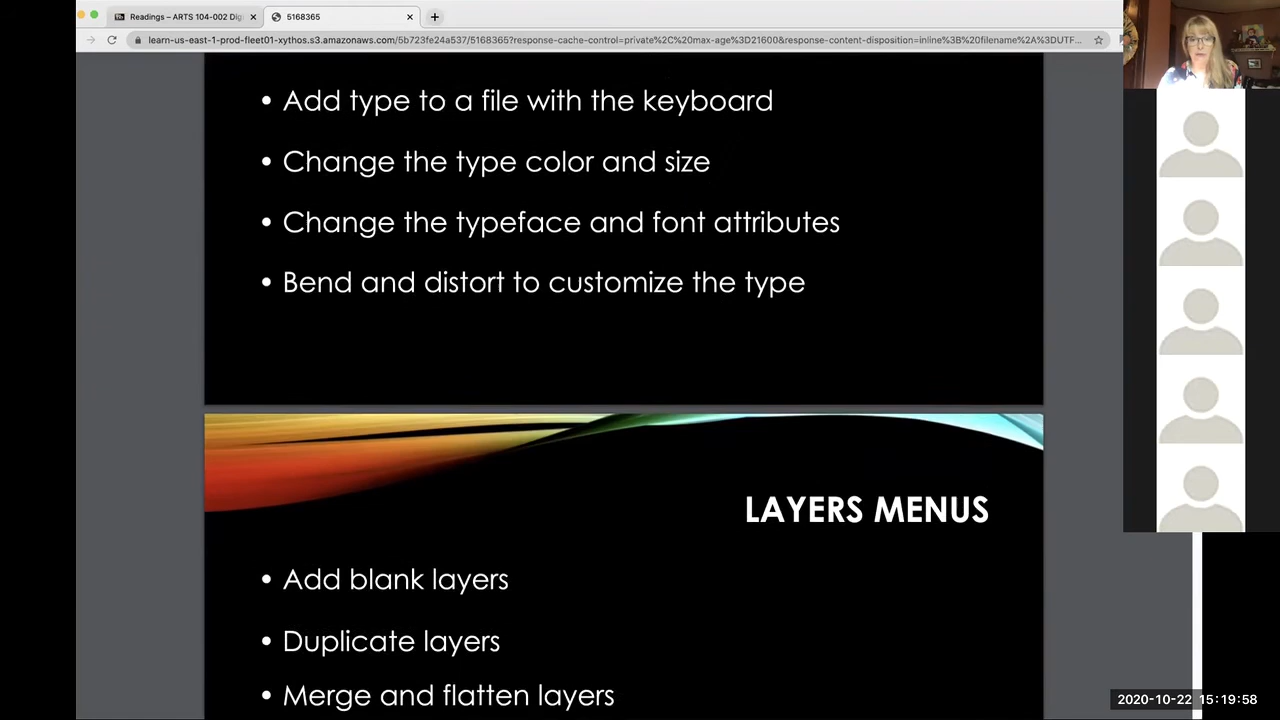 Readings – ARTS 104-002 Dig
5168365
learn-us-east-1-prod-fleet01-xythos.s3.amazonaws.com/5b723fe24a537/5168365?response-cache-control=private%2C%20max-age%3D21600&response-content-disposition=inline%3B%20filename%2A%3DUTF...
• Add type to a file with the keyboard
• Change the type color and size
• Change the typeface and font attributes
• Bend and distort to customize the type
LAYERS MENUS
• Add blank layers
• Duplicate layers
• Merge and flatten layers
2020-10-22 15:19:58